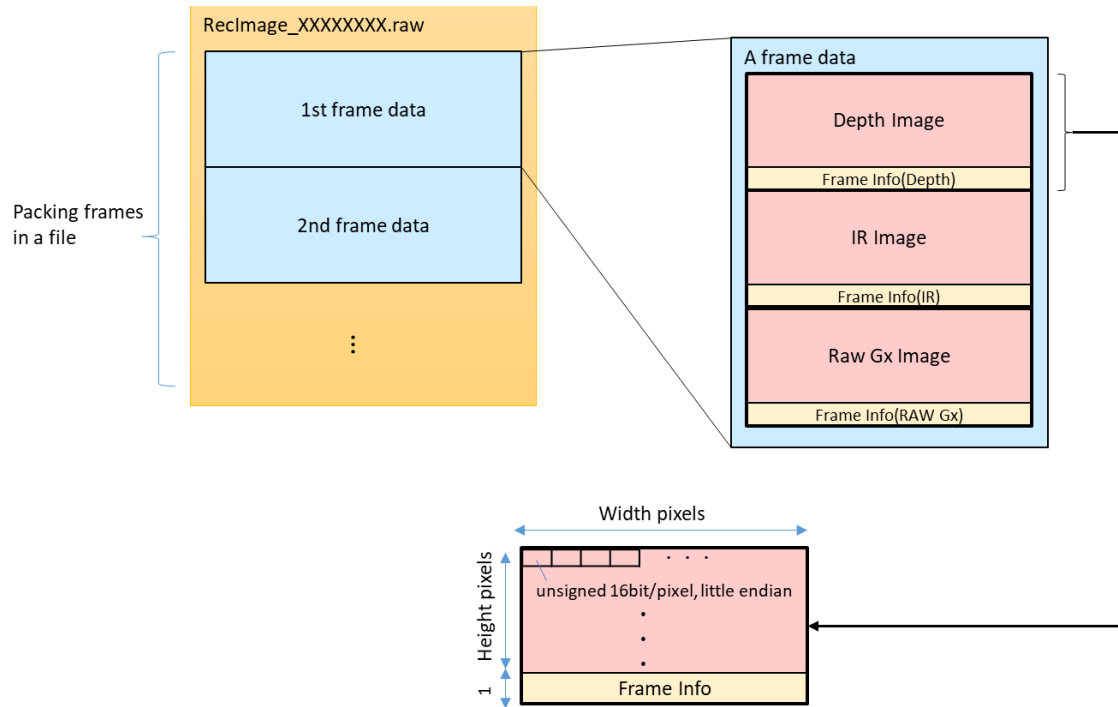 RecImage_XXXXXXXX.raw
1st frame data
2nd frame data
Packing frames
in a file
A frame data
Depth Image
Frame Info(Depth)
IR Image
Frame Info(IR)
Raw Gx Image
Frame Info(RAW Gx)
Width pixels
Height pixels
unsigned 16bit/pixel, little endian
1
Frame Info